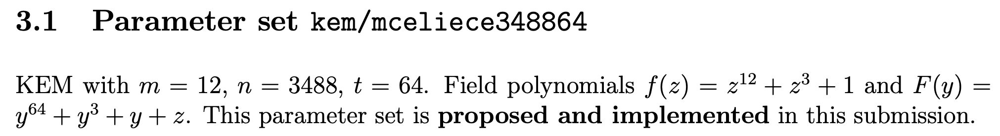 3.1 Parameter set kem/mceliece348864
KEM with m = 12, n = 3488, t = 64. Field polynomials f(z) = z^12 + z^3 + 1 and F(y) =
y^64 + y^3 + y + z. This parameter set is proposed and implemented in this submission.